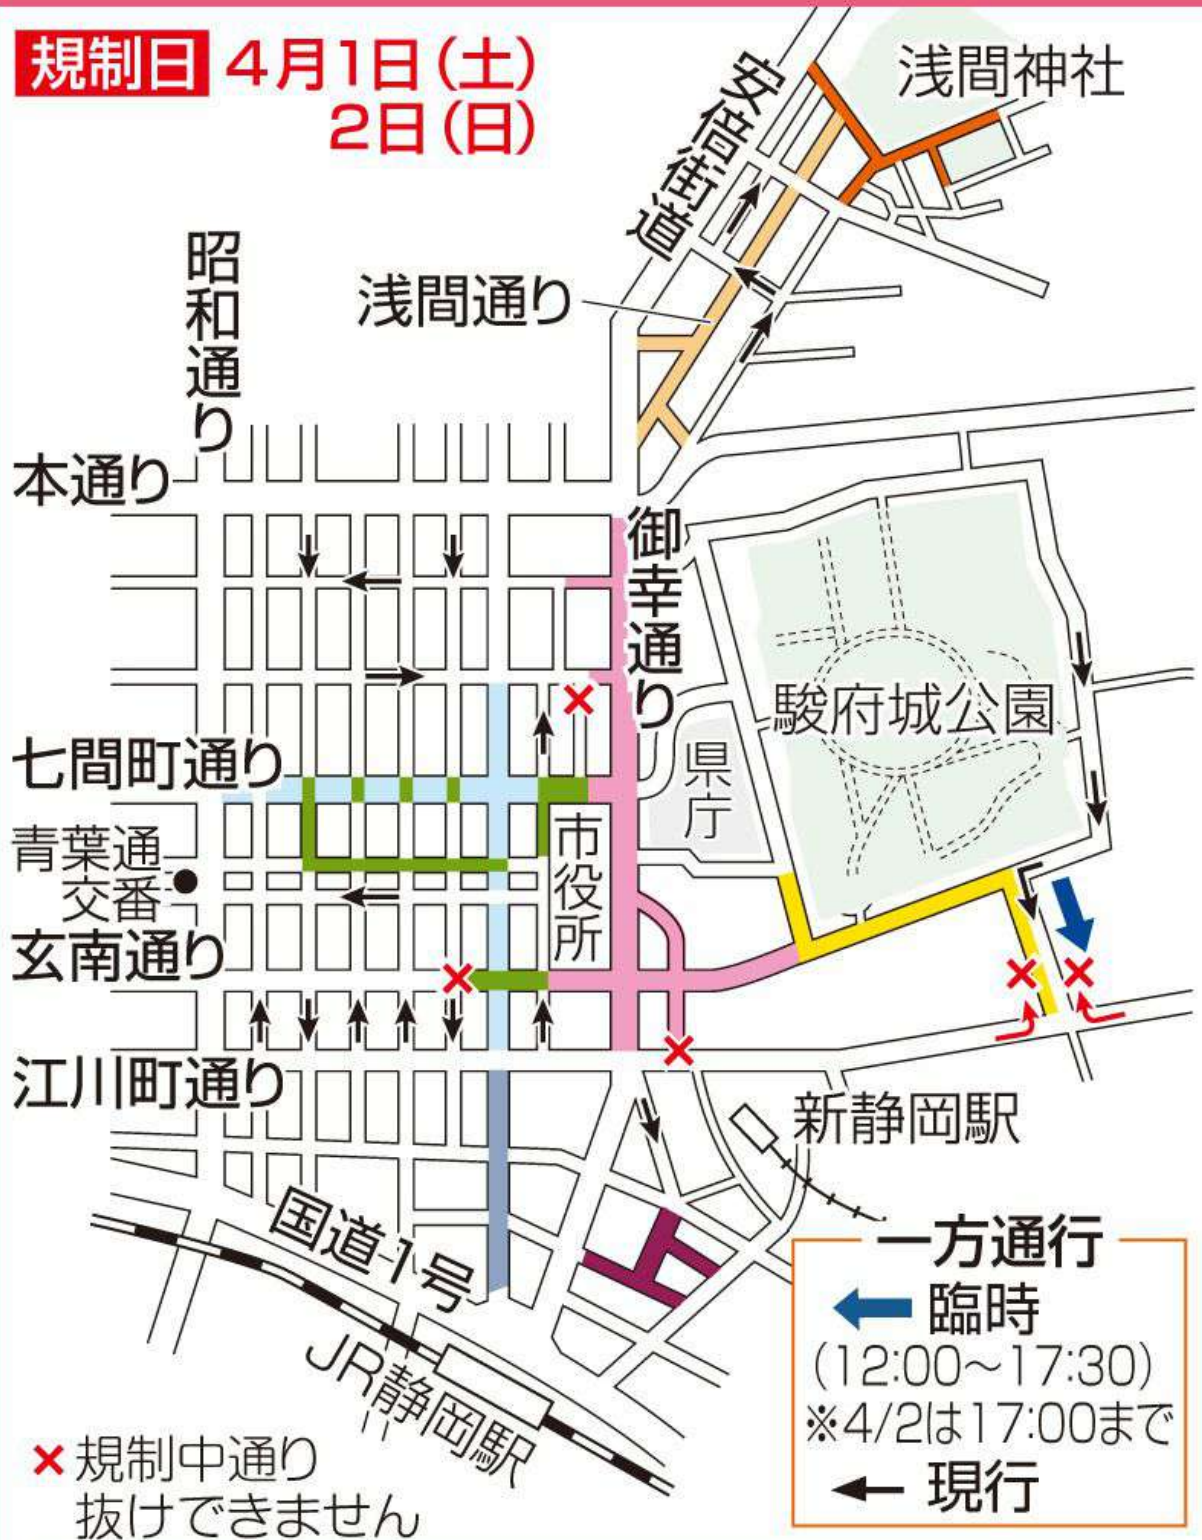 規制日 4月1日(土)
2日(日)
浅間神社
安倍街道
昭和通り
浅間通り
本通り
御幸通り
駿府城公園
七間町通り
県庁
青葉通
交番
市役所
玄南通り
江川町通り
新静岡駅
国道1号
JR静岡駅
一方通行
臨時
(12:00〜17:30)
※4/2は17:00まで
現行
×規制中通り
抜けできません